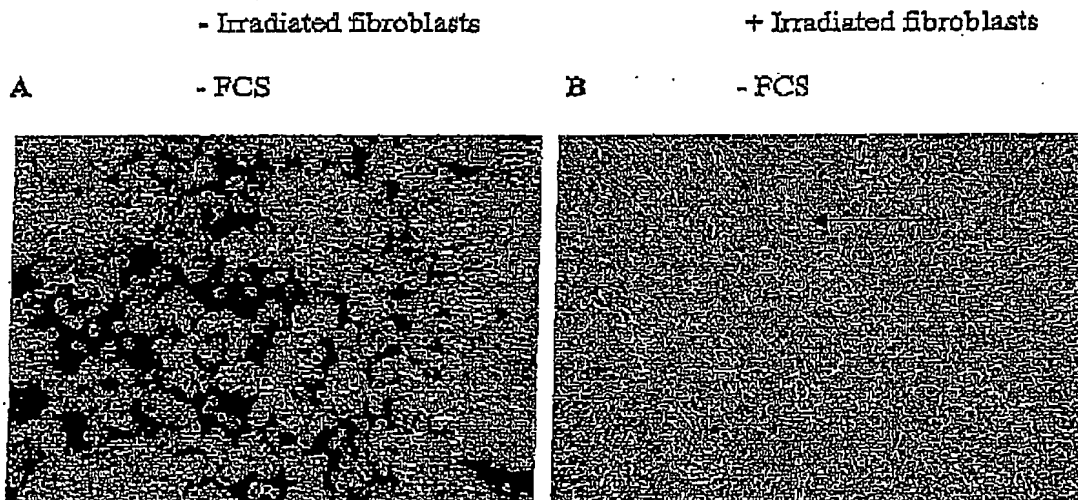 - Irradiated fibroblasts
+ Irradiated fibroblasts
A
- FCS
B
- FCS